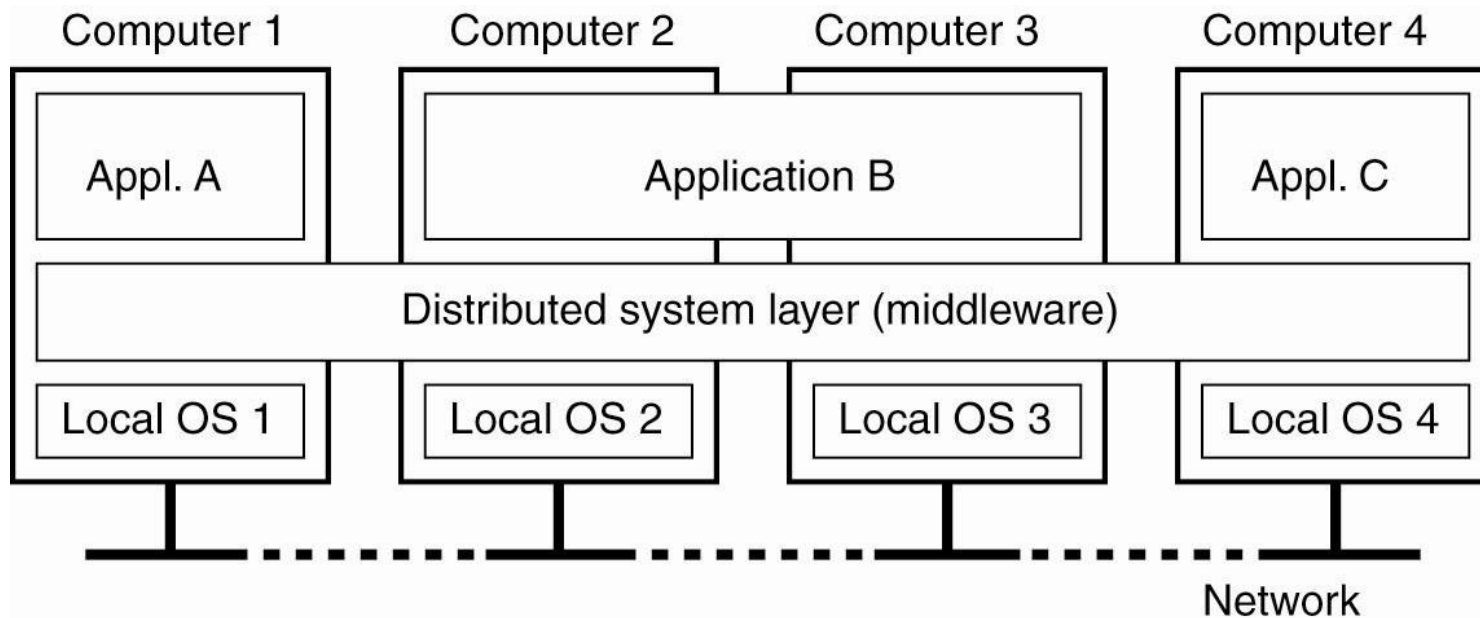 Computer 1
Computer 2
Computer 3
Computer 4
Appl. A
Application B
Appl. C
Distributed system layer (middleware)
Local OS 1
Local OS 2
Local OS 3
Local OS 4
Network